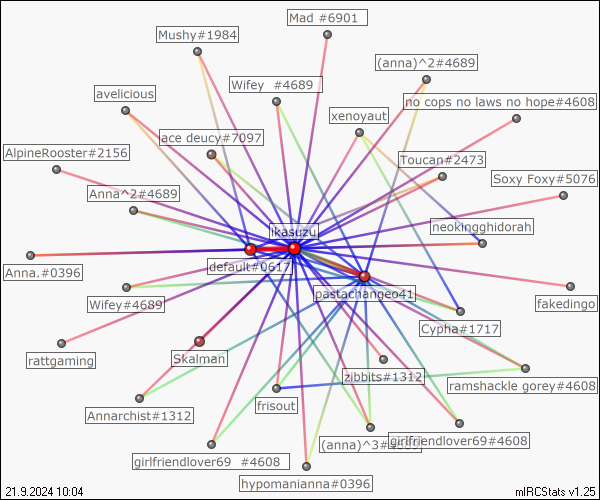 Mad #6901
Mushy#1984
(anna)^2#4689
Wifey #4689
avelicious
no cops no laws no hope#4608
xenoyaut
ace deucy#7097
AlpineRooster#2156
Toucan#2473
Soxy Foxy#5076
Anna^2#4689
neokingghidorah
ikasuzu
default#0617
Anna.#0396
pastachangeo41
Wifey#4689
fakedingo
Cypha#1717
Skalman
rattgaming
zibbits#1312
ramshackle gorey#4608
frisout
Annarchist#1312
(anna)^3#4689
girlfriendlover69#4608
girlfriendlover69 #4608
hypomanianna#0396
21.9.2024 10:04
mIRCStats v1.25